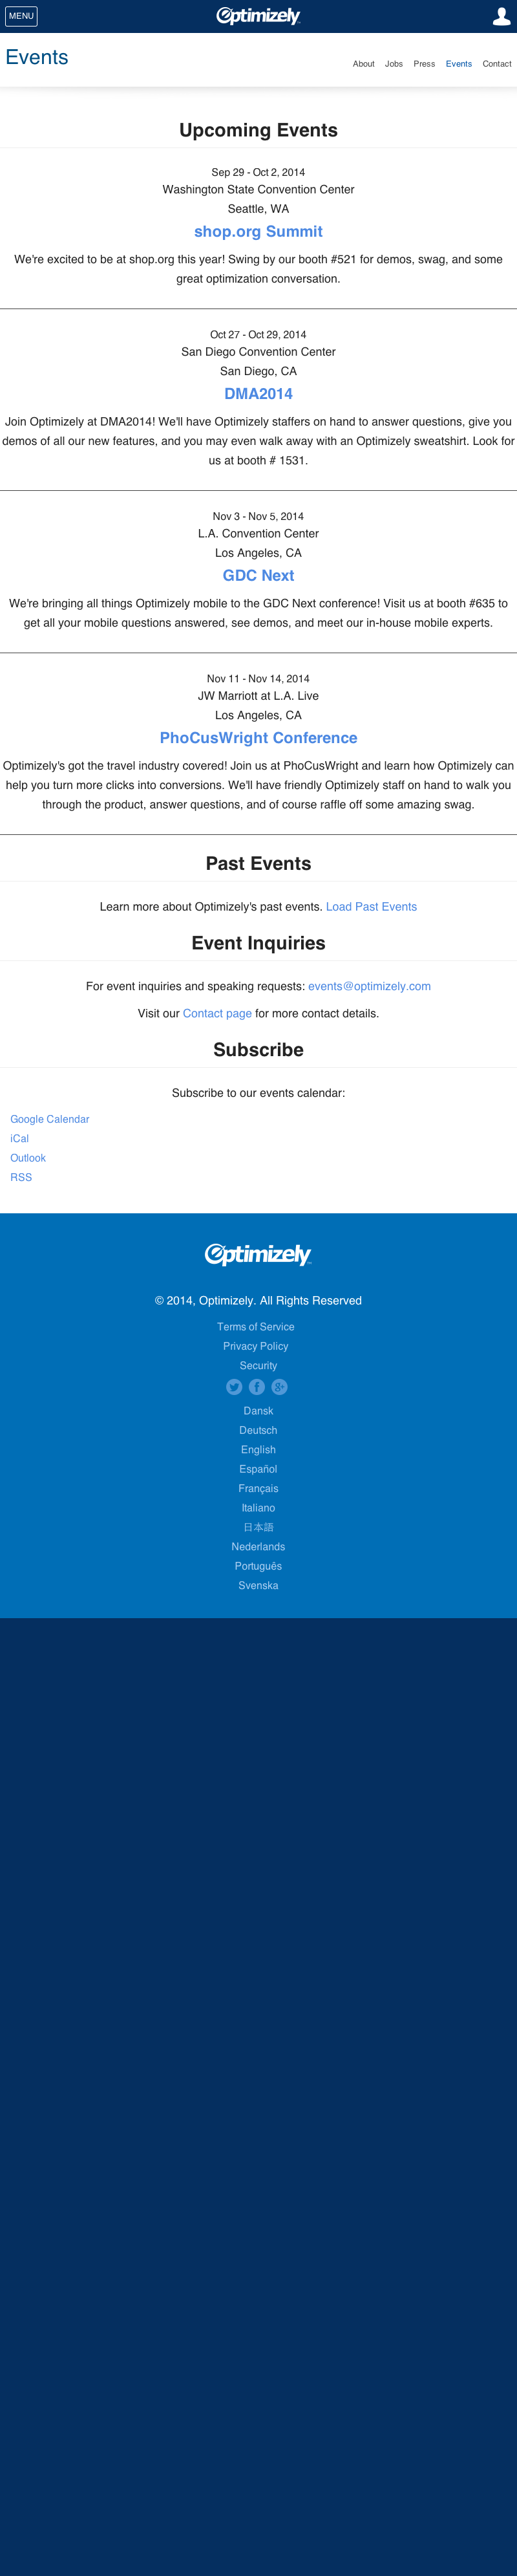 MENU
Optimizely
Events
About Jobs Press Events Contact
Upcoming Events
Sep 29 - Oct 2, 2014
Washington State Convention Center
Seattle, WA
shop.org Summit
We're excited to be at shop.org this year! Swing by our booth #521 for demos, swag, and some
great optimization conversation.
Oct 27 - Oct 29, 2014
San Diego Convention Center
San Diego, CA
DMA2014
Join Optimizely at DMA2014! We'll have Optimizely staffers on hand to answer questions, give you
demos of all our new features, and you may even walk away with an Optimizely sweatshirt. Look for
us at booth # 1531.
Nov 3 - Nov 5, 2014
L.A. Convention Center
Los Angeles, CA
GDC Next
We're bringing all things Optimizely mobile to the GDC Next conference! Visit us at booth #635 to
get all your mobile questions answered, see demos, and meet our in-house mobile experts.
Nov 11 - Nov 14, 2014
JW Marriott at L.A. Live
Los Angeles, CA
PhoCusWright Conference
Optimizely's got the travel industry covered! Join us at PhoCusWright and learn how Optimizely can
help you turn more clicks into conversions. We'll have friendly Optimizely staff on hand to walk you
through the product, answer questions, and of course raffle off some amazing swag.
Past Events
Learn more about Optimizely's past events. Load Past Events
Event Inquiries
For event inquiries and speaking requests: events@optimizely.com
Visit our Contact page for more contact details.
Subscribe
Subscribe to our events calendar:
Google Calendar
iCal
Outlook
RSS
Optimizely
© 2014, Optimizely. All Rights Reserved
Terms of Service
Privacy Policy
Security
Dansk
Deutsch
English
Español
Français
Italiano
日本語
Nederlands
Português
Svenska